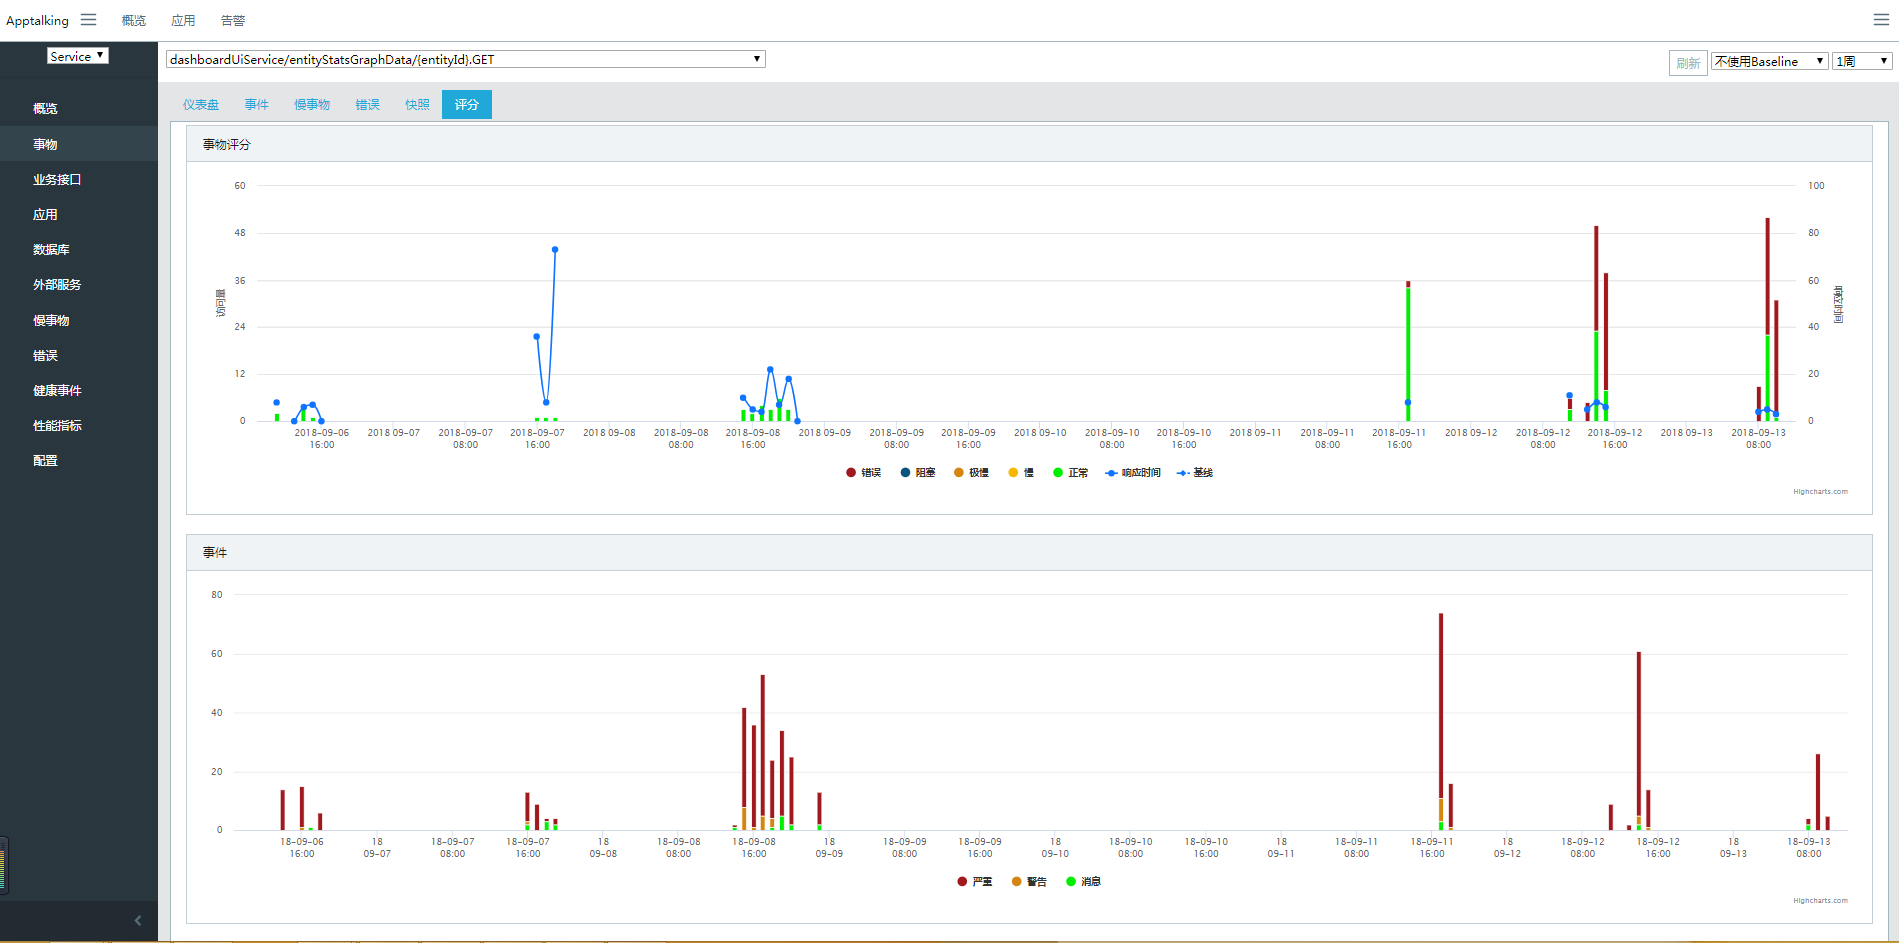 Apptalking 概览 应用 告警
Service
dashboardUiService/entityStatsGraphData/{entityId}.GET
刷新 不使用Baseline 1周
概览
事物
业务接口
应用
数据库
外部服务
慢事物
错误
健康事件
性能指标
配置
仪表盘 事件 慢事物 错误 快照 评分
事物评分
60 100
48 80
36 60
24 40
12 20
0 0
访问量
响应时间
2018-09-06 2018 09-07 2018-09-07 2018-09-07 2018 09-08 2018-09-08 2018-09-08 2018 09-09 2018-09-09 2018-09-09 2018 09-10 2018-09-10 2018-09-10 2018 09-11 2018-09-11 2018-09-11 2018 09-12 2018-09-12 2018-09-12 2018 09-13 2018-09-13
16:00 08:00 16:00 08:00 16:00 08:00 16:00 08:00 16:00 08:00 16:00 08:00 16:00 08:00
错误 阻塞 极慢 慢 正常 响应时间 基线
Highcharts.com
事件
80
60
40
20
0
18-09-06 18 18-09-07 18-09-07 18 18-09-08 18-09-08 18 18-09-09 18-09-09 18 18-09-10 18-09-10 18 18-09-11 18-09-11 18 18-09-12 18-09-12 18 18-09-13
16:00 09-07 08:00 16:00 09-08 08:00 16:00 09-09 08:00 16:00 09-10 08:00 16:00 09-11 08:00 16:00 09-12 08:00 16:00 09-13 08:00
严重 警告 消息
Highcharts.com